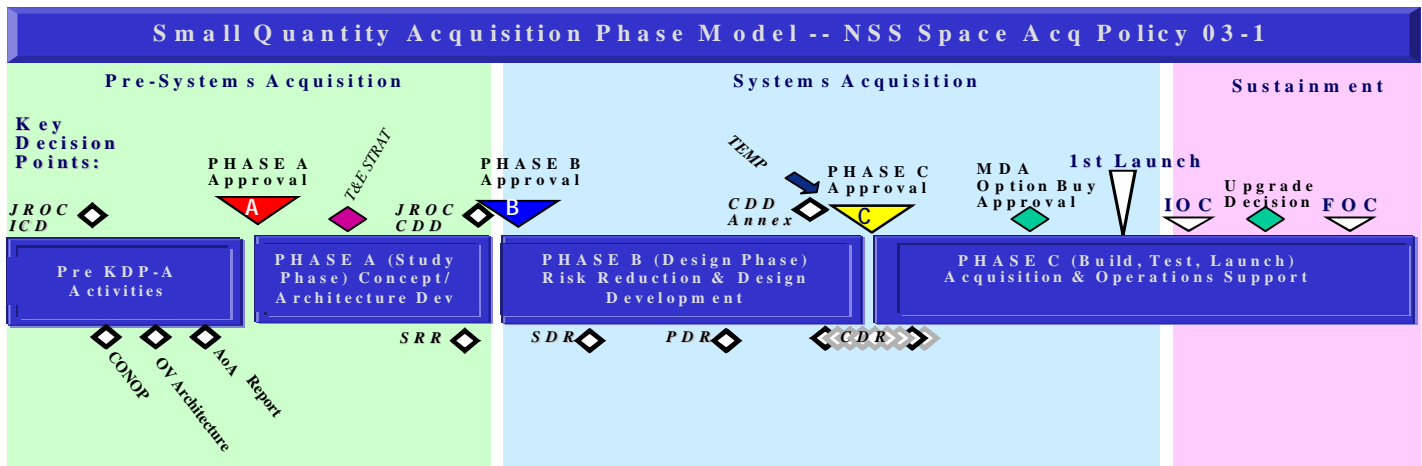 Small Quantity Acquisition Phase Model -- NSS Space Acq Policy 03-1
Pre-Systems Acquisition
Systems Acquisition
Sustainment
Key
Decision
Points:
PHASE A
Approval
T&E STRAT
PHASE B
Approval
TEMP
PHASE C
Approval
MDA
Option Buy
Approval
1st Launch
Upgrade
Decision
JROC
ICD
A
JROC
CDD
B
CDD
Annex
C
IOC
FOC
Pre KDP-A
Activities
PHASE A (Study
Phase) Concept/
Architecture Dev
PHASE B (Design Phase)
Risk Reduction & Design
Development
PHASE C (Build, Test, Launch)
Acquisition & Operations Support
CONOP
OV Architecture
AoA Report
SRR
SDR
PDR
CDR